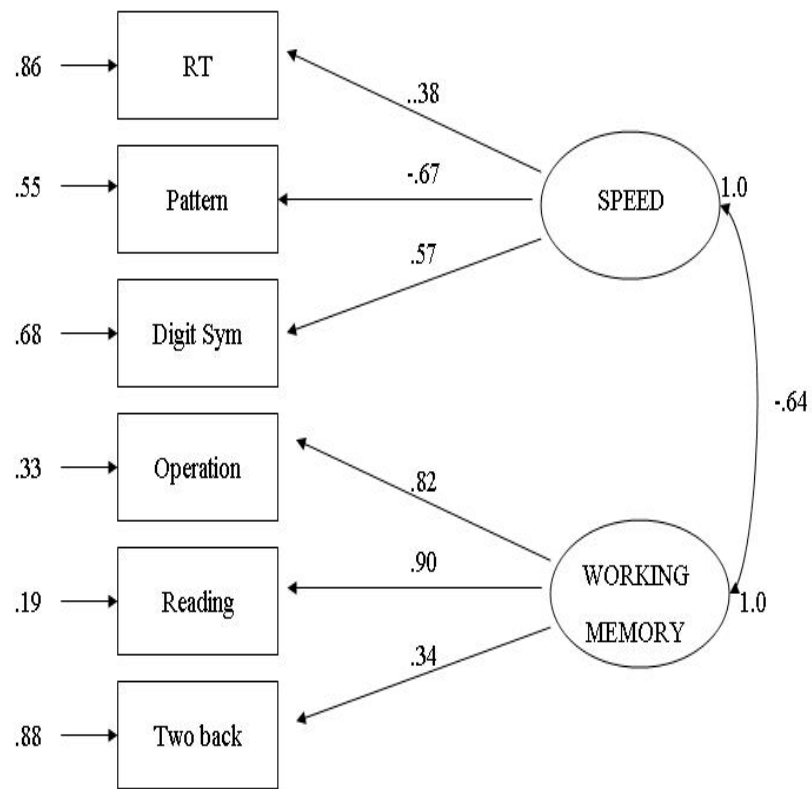 .86
RT
..38
.55
Pattern
-.67
SPEED
1.0
.57
.68
Digit Sym
-.64
.33
Operation
.82
.90
WORKING
MEMORY
1.0
.19
Reading
.34
.88
Two back